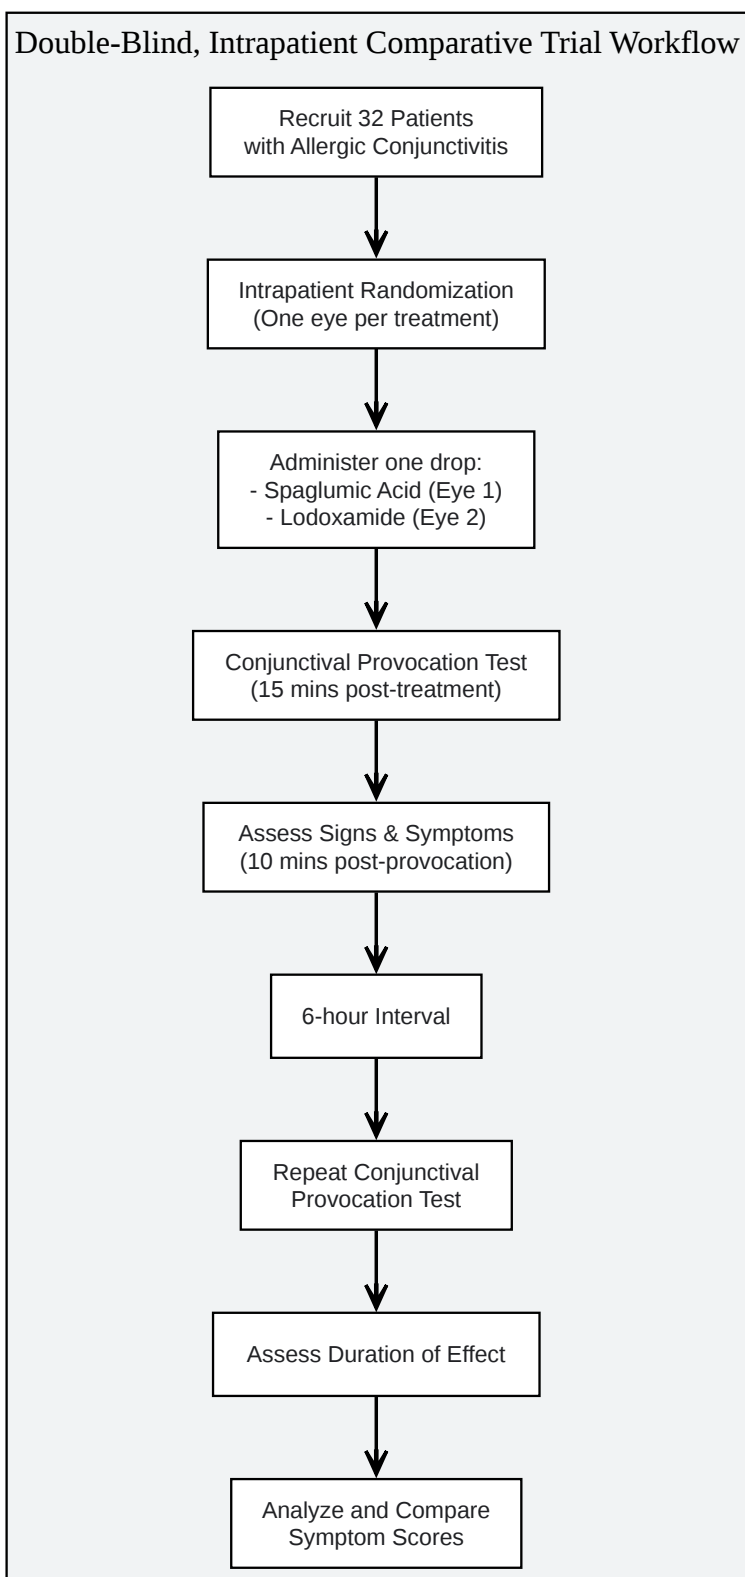 Double-Blind, Intrapatient Comparative Trial Workflow
Recruit 32 Patients
with Allergic Conjunctivitis
Intrapatient Randomization
(One eye per treatment)
Administer one drop:
- Spaglumic Acid (Eye 1)
- Lodoxamide (Eye 2)
Conjunctival Provocation Test
(15 mins post-treatment)
Assess Signs & Symptoms
(10 mins post-provocation)
6-hour Interval
Repeat Conjunctival
Provocation Test
Assess Duration of Effect
Analyze and Compare
Symptom Scores